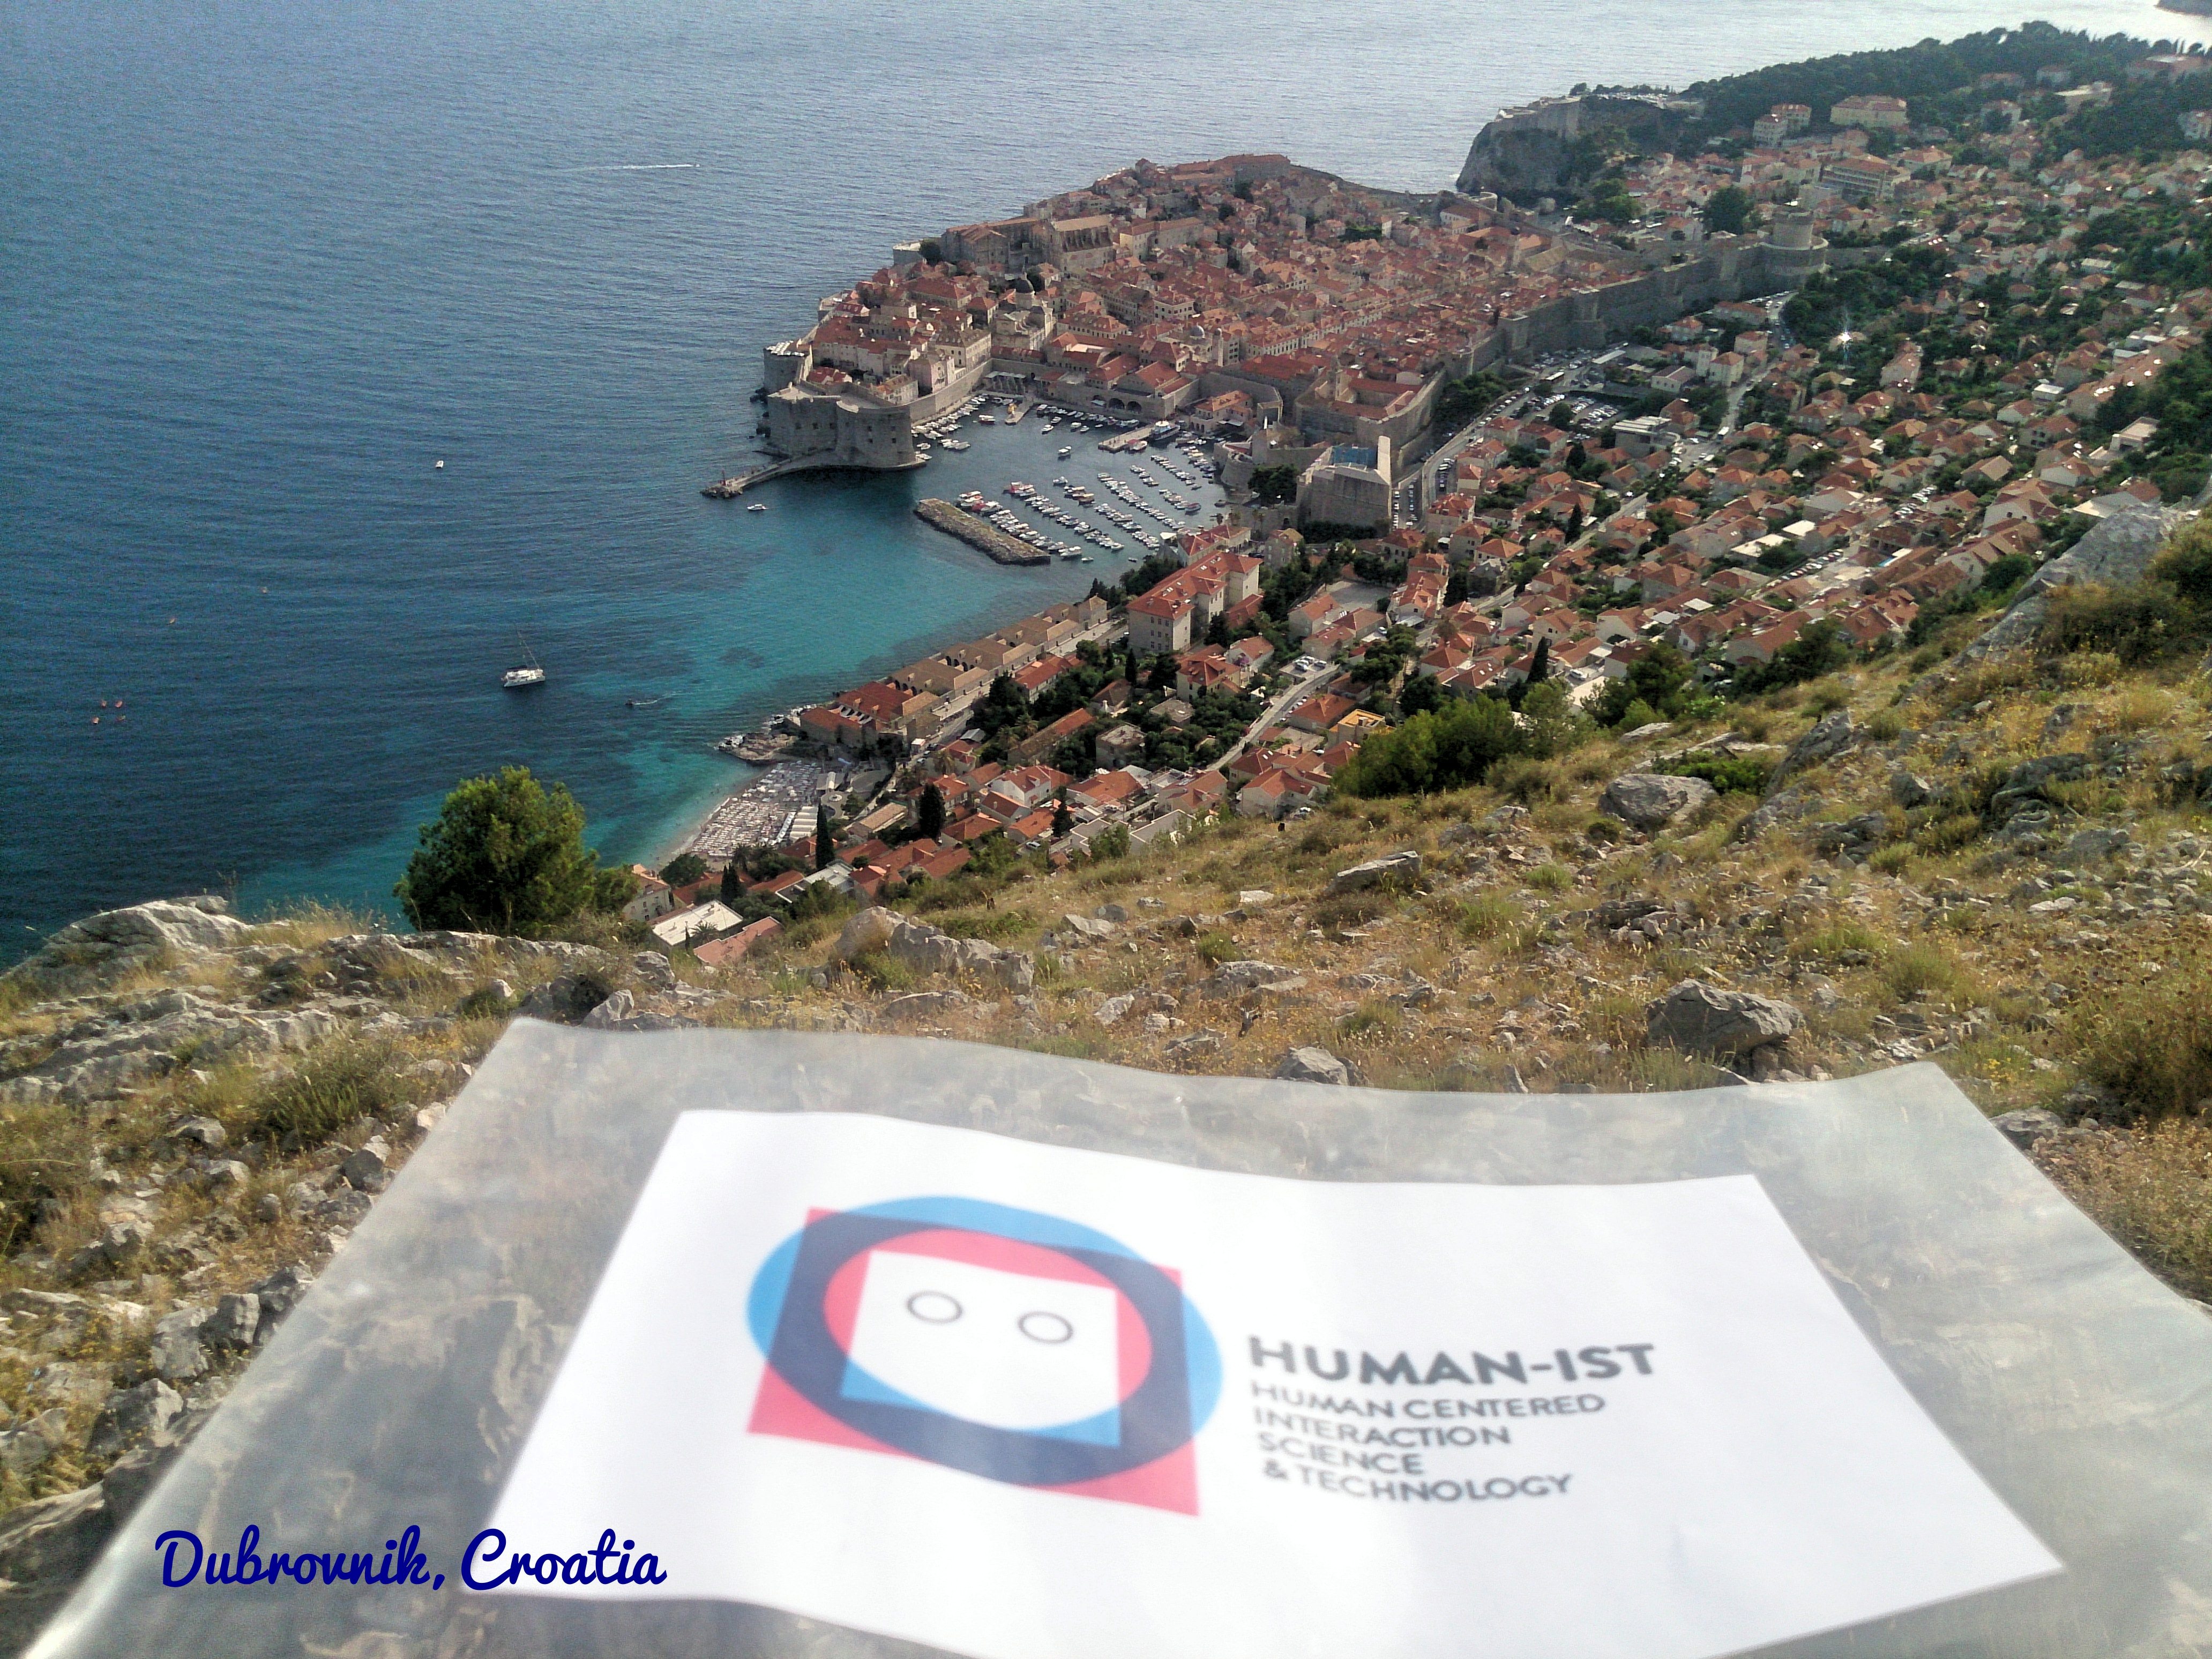 HUMAN-IST
HUMAN CENTERED
INTERACTION
SCIENCE
& TECHNOLOGY
Dubrovnik, Croatia